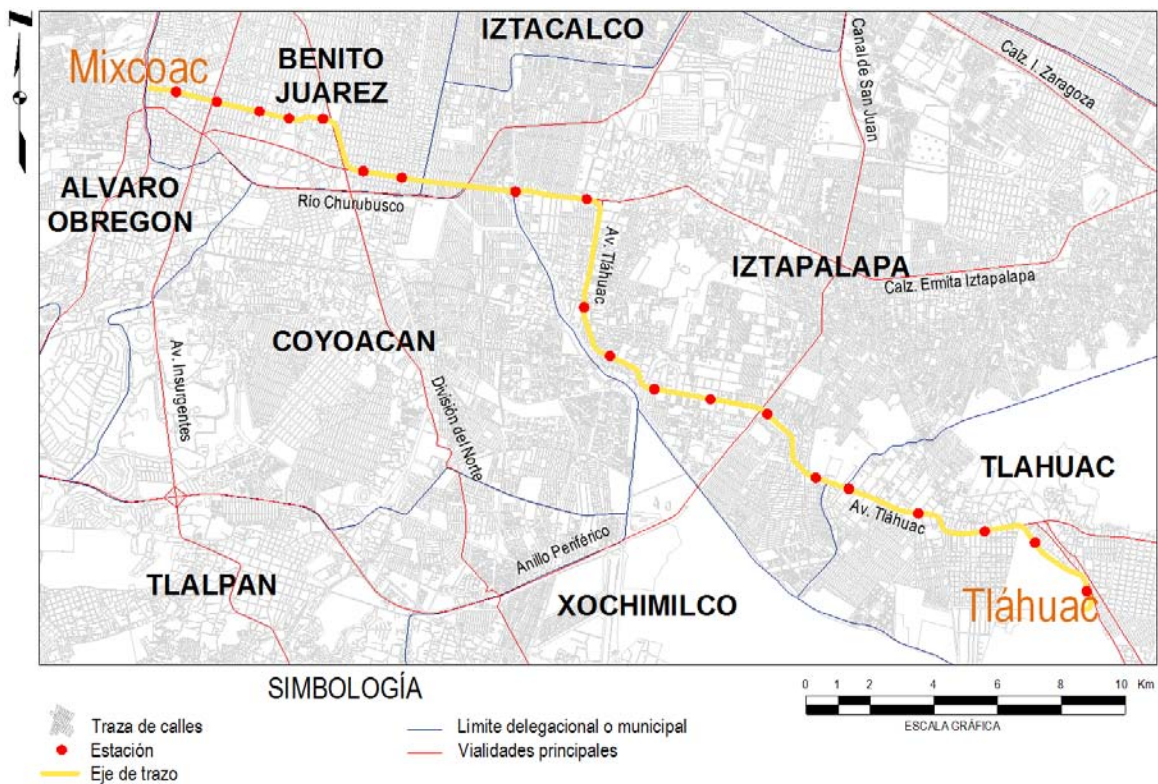 IZTACALCO
BENITO
JUAREZ
Mixcoac
Canal de San Juan
Calz. I. Zaragoza
ALVARO
OBREGON
Río Churubusco
Av. Tláhuac
IZTAPALAPA
Calz. Ermita Iztapalapa
COYOACAN
Av. Insurgentes
División del Norte
TLAHUAC
Av. Tláhuac
Anillo Periférico
TLALPAN
XOCHIMILCO
Tláhuac
SIMBOLOGÍA
Traza de calles
Estación
Eje de trazo
Límite delegacional o municipal
Vialidades principales
0 1 2 4 6 8 10 Km
ESCALA GRÁFICA